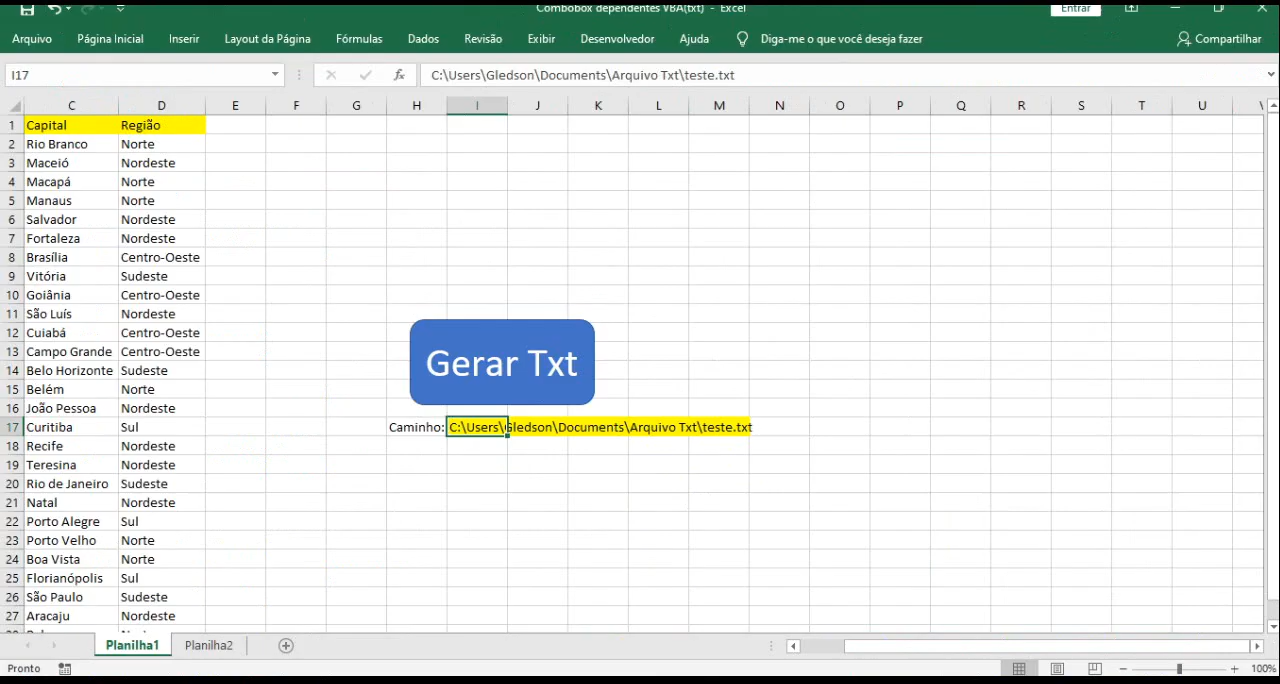 Combobox dependentes VBA(txt) - Excel
Entrar
Arquivo Página Inicial Inserir Layout da Página Fórmulas Dados Revisão Exibir Desenvolvedor Ajuda Diga-me o que você deseja fazer Compartilhar
I17 fx C:\Users\Gledson\Documents\Arquivo Txt\teste.txt
C D E F G H I J K L M N O P Q R S T U
1 Capital Região
2 Rio Branco Norte
3 Maceió Nordeste
4 Macapá Norte
5 Manaus Norte
6 Salvador Nordeste
7 Fortaleza Nordeste
8 Brasília Centro-Oeste
9 Vitória Sudeste
10 Goiânia Centro-Oeste
11 São Luís Nordeste
12 Cuiabá Centro-Oeste
13 Campo Grande Centro-Oeste
Gerar Txt
14 Belo Horizonte Sudeste
15 Belém Norte
16 João Pessoa Nordeste
17 Curitiba Sul Caminho: C:\Users\Gledson\Documents\Arquivo Txt\teste.txt
18 Recife Nordeste
19 Teresina Nordeste
20 Rio de Janeiro Sudeste
21 Natal Nordeste
22 Porto Alegre Sul
23 Porto Velho Norte
24 Boa Vista Norte
25 Florianópolis Sul
26 São Paulo Sudeste
27 Aracaju Nordeste
Planilha1 Planilha2
Pronto 100%